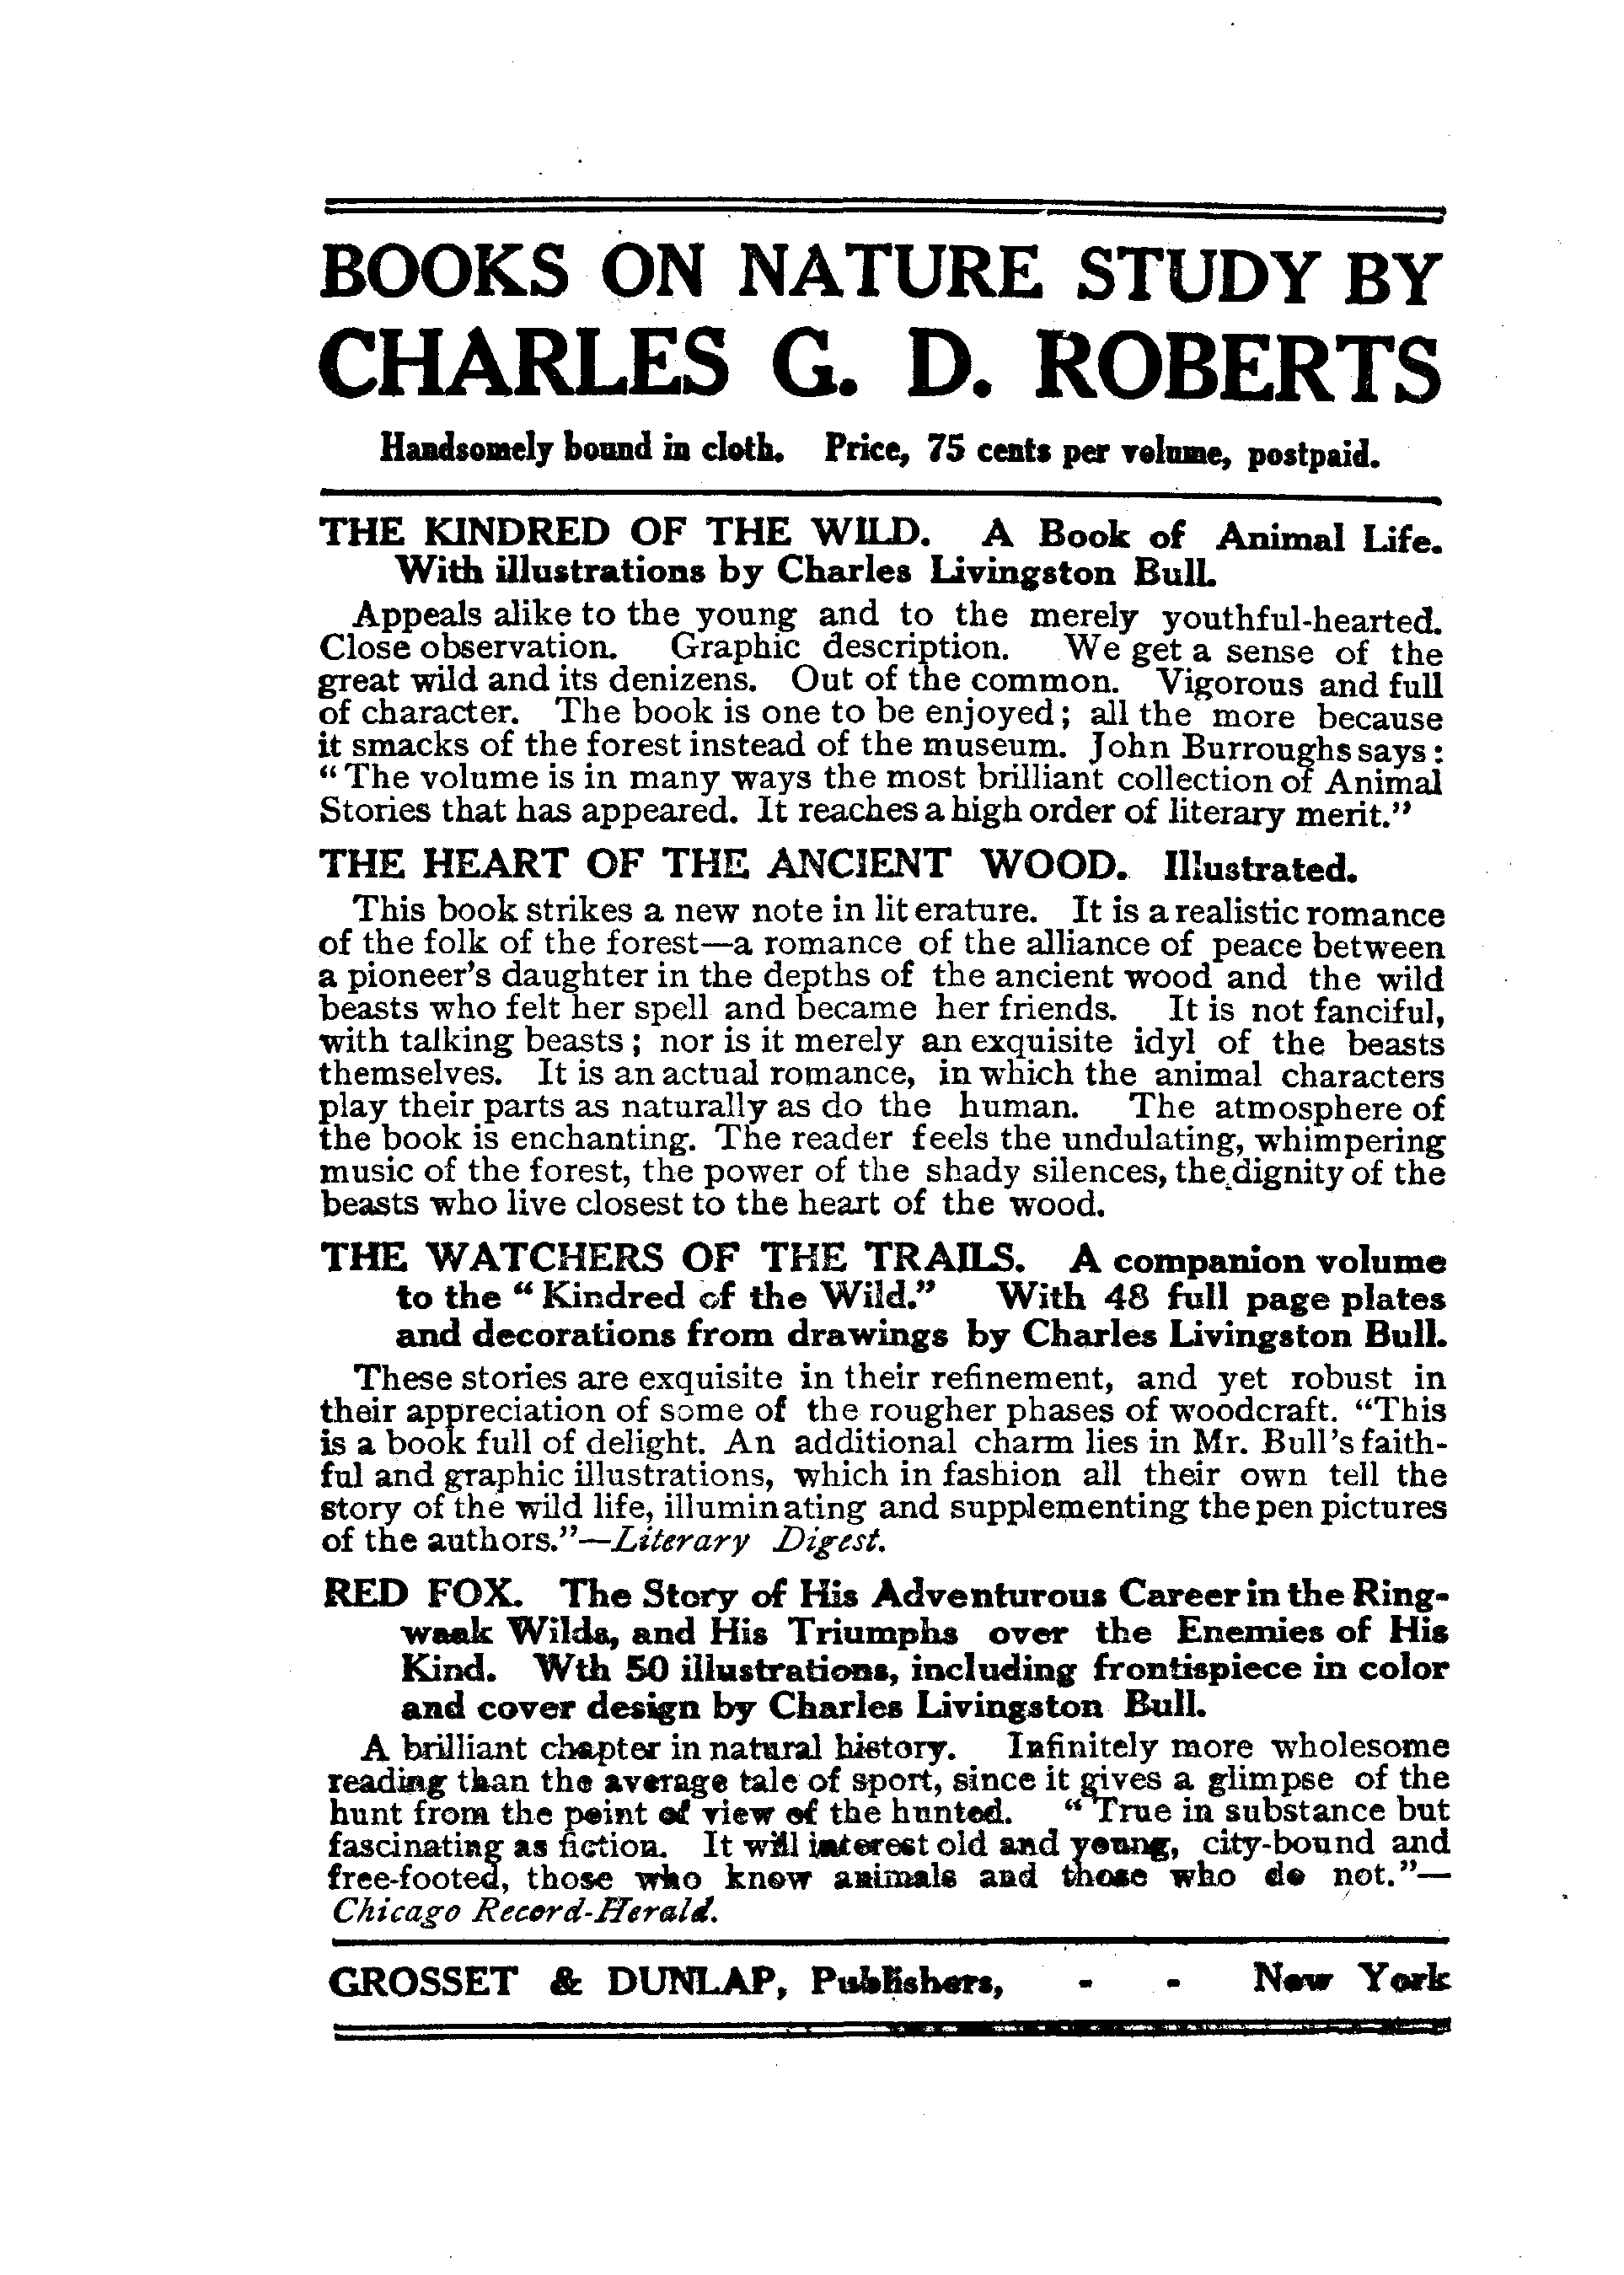 BOOKS ON NATURE STUDY BY
CHARLES G. D. ROBERTS
Handsomely bound in cloth. Price, 75 cents per volume, postpaid.
THE KINDRED OF THE WILD. A Book of Animal Life.
With illustrations by Charles Livingston Bull.
Appeals alike to the young and to the merely youthful-hearted.
Close observation. Graphic description. We get a sense of the
great wild and its denizens. Out of the common. Vigorous and full
of character. The book is one to be enjoyed; all the more because
it smacks of the forest instead of the museum. John Burroughs says:
"The volume is in many ways the most brilliant collection of Animal
Stories that has appeared. It reaches a high order of literary merit."
THE HEART OF THE ANCIENT WOOD. Illustrated.
This book strikes a new note in literature. It is a realistic romance
of the folk of the forest—a romance of the alliance of peace between
a pioneer's daughter in the depths of the ancient wood and the wild
beasts who felt her spell and became her friends. It is not fanciful,
with talking beasts; nor is it merely an exquisite idyl of the beasts
themselves. It is an actual romance, in which the animal characters
play their parts as naturally as do the human. The atmosphere of
the book is enchanting. The reader feels the undulating, whimpering
music of the forest, the power of the shady silences, the dignity of the
beasts who live closest to the heart of the wood.
THE WATCHERS OF THE TRAILS. A companion volume
to the "Kindred of the Wild." With 48 full page plates
and decorations from drawings by Charles Livingston Bull.
These stories are exquisite in their refinement, and yet robust in
their appreciation of some of the rougher phases of woodcraft. "This
is a book full of delight. An additional charm lies in Mr. Bull's faith-
ful and graphic illustrations, which in fashion all their own tell the
story of the wild life, illuminating and supplementing the pen pictures
of the authors."—Literary Digest.
RED FOX. The Story of His Adventurous Career in the Ring-
waak Wilds, and His Triumphs over the Enemies of His
Kind. Wth 50 illustrations, including frontispiece in color
and cover design by Charles Livingston Bull.
A brilliant chapter in natural history. Infinitely more wholesome
reading than the average tale of sport, since it gives a glimpse of the
hunt from the point of view of the hunted. "True in substance but
fascinating as fiction. It will interest old and young, city-bound and
free-footed, those who know animals and those who do not."—
Chicago Record-Herald.
GROSSET & DUNLAP, Publishers, - - New York